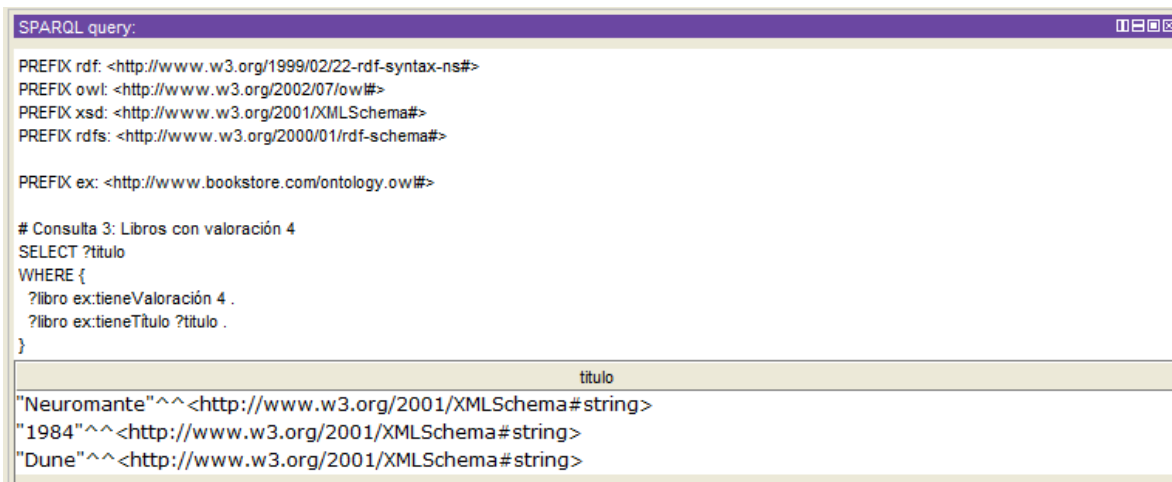 SPARQL query:
PREFIX rdf: <http://www.w3.org/1999/02/22-rdf-syntax-ns#>
PREFIX owl: <http://www.w3.org/2002/07/owl#>
PREFIX xsd: <http://www.w3.org/2001/XMLSchema#>
PREFIX rdfs: <http://www.w3.org/2000/01/rdf-schema#>
PREFIX ex: <http://www.bookstore.com/ontology.owl#>
# Consulta 3: Libros con valoración 4
SELECT ?titulo
WHERE {
?libro ex:tieneValoración 4 .
?libro ex:tieneTítulo ?titulo .
}
titulo
"Neuromante"^^<http://www.w3.org/2001/XMLSchema#string>
"1984"^^<http://www.w3.org/2001/XMLSchema#string>
"Dune"^^<http://www.w3.org/2001/XMLSchema#string>